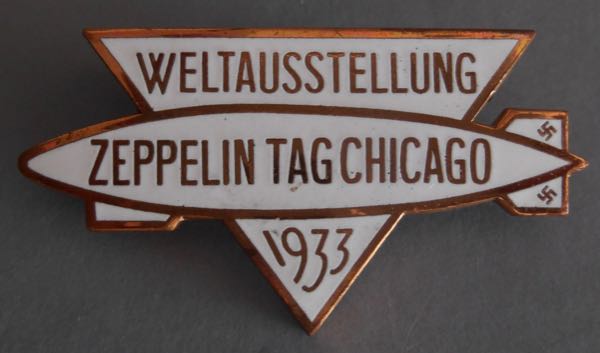 WELTAUSSTELLUNG
ZEPPELIN TAG CHICAGO
1933